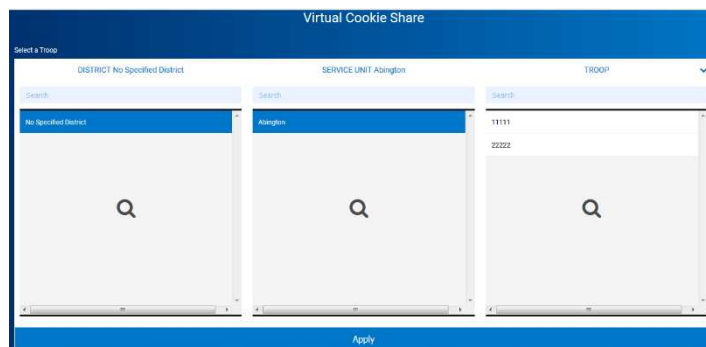 Virtual Cookie Share
Select a Troop
DISTRICT No Specified District
SERVICE UNIT Abington
TROOP
Search
Search
Search
No Specified District
Abington
11111
22222
Apply